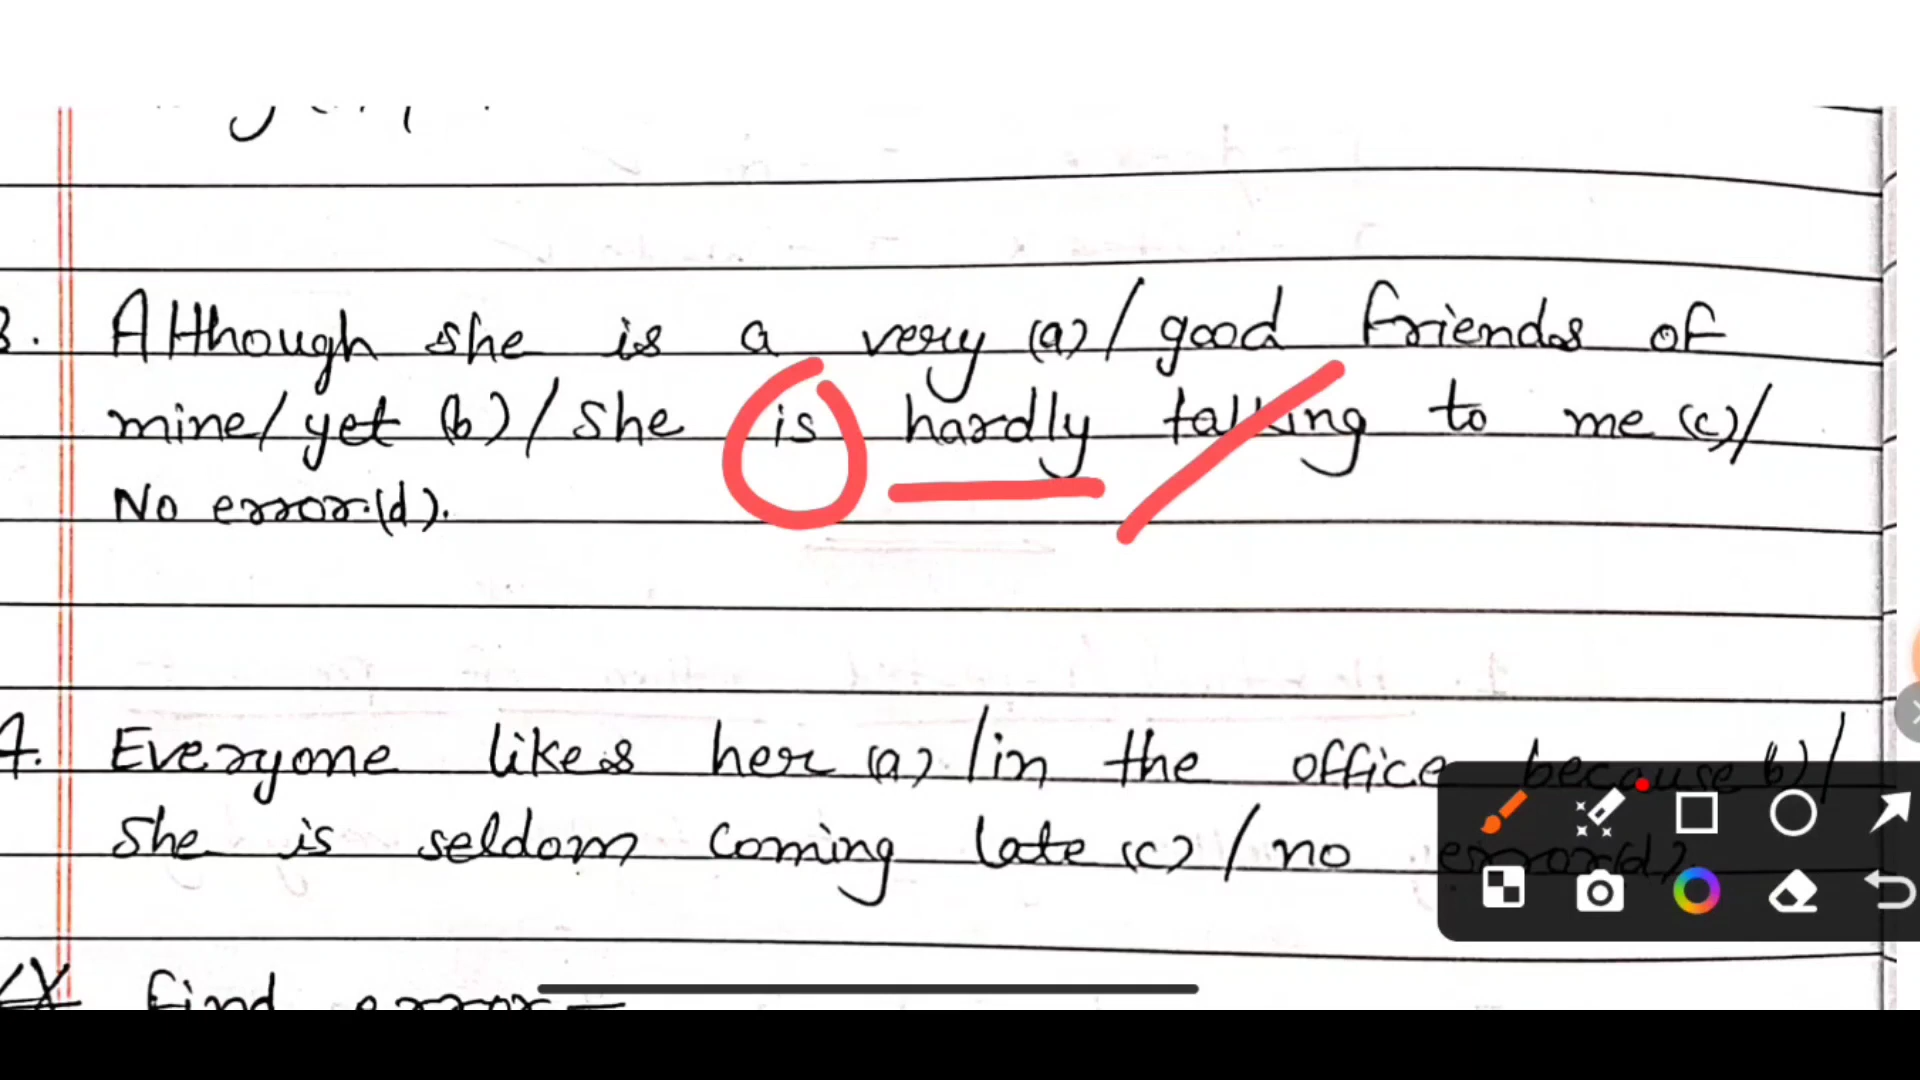 3. Although she is a very (a)/ good friends of
mine/ yet (b)/ she is hardly talking to me (c)/
No error.(d).
4. Everyone likes her (a)/in the office because b)/
she is seldom coming late (c)/no error(d).
find error-